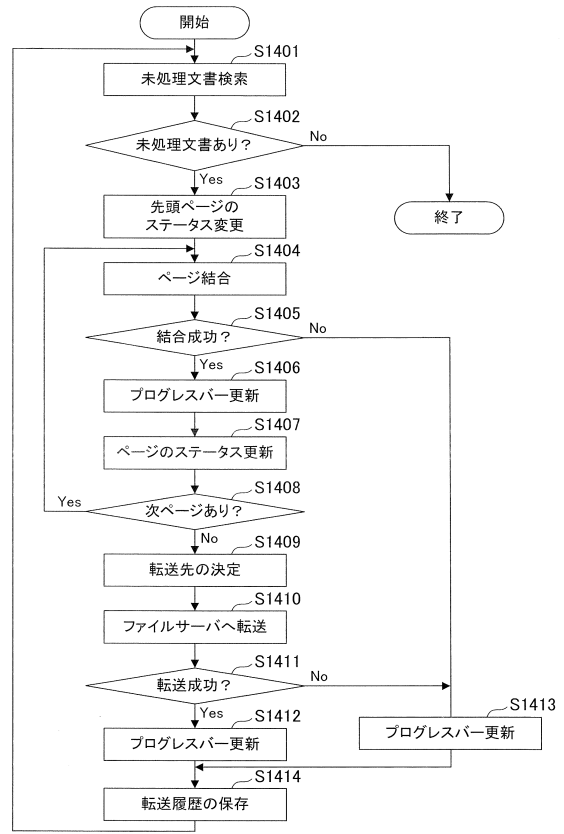 開始
S1401
未処理文書検索
S1402
未処理文書あり？
No
Yes
S1403
先頭ページの
ステータス変更
終了
S1404
ページ結合
S1405
結合成功？
No
Yes
S1406
プログレスバー更新
S1407
ページのステータス更新
S1408
Yes
次ページあり？
No
S1409
転送先の決定
S1410
ファイルサーバへ転送
S1411
転送成功？
No
Yes
S1412
プログレスバー更新
S1413
プログレスバー更新
S1414
転送履歴の保存